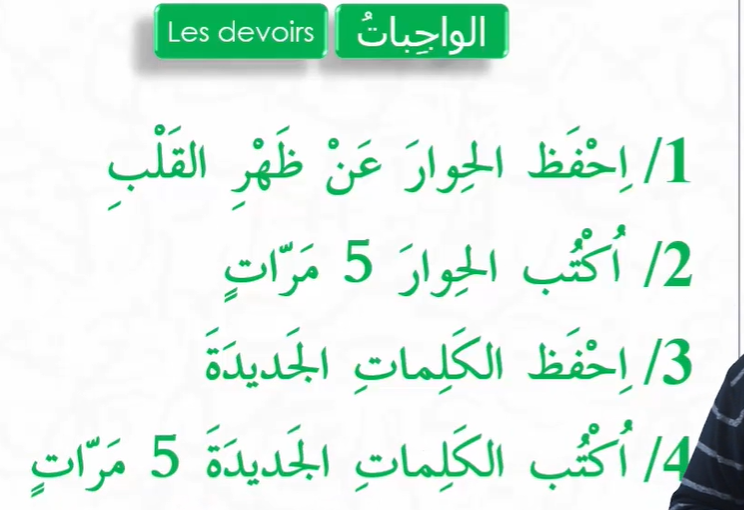 الواجِباتُ Les devoirs
1/ اِحْفَظ الحِوارَ عَنْ ظَهْرِ القَلْبِ
2/ اُكْتُب الحِوارَ 5 مَرّاتٍ
3/ اِحْفَظ الكَلِماتِ الجَديدَةَ
4/ اُكْتُب الكَلِماتِ الجَديدَةَ 5 مَرّاتٍ